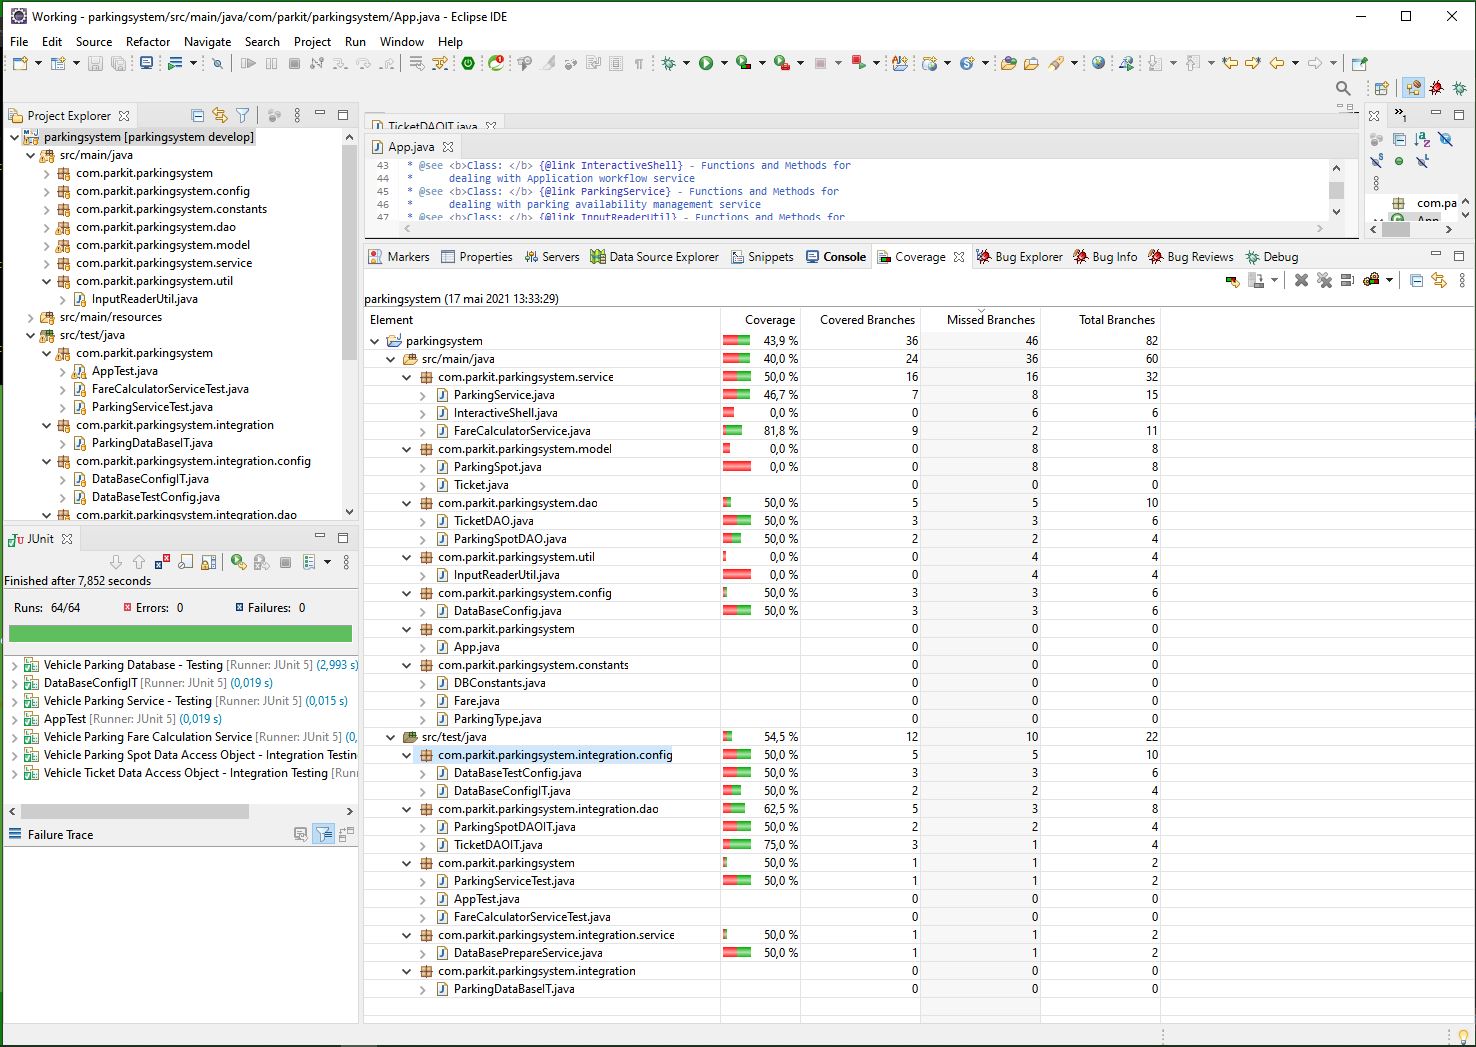 Working - parkingsystem/src/main/java/com/parkit/parkingsystem/App.java - Eclipse IDE
File Edit Source Refactor Navigate Search Project Run Window Help
Project Explorer
parkingsystem [parkingsystem develop]
src/main/java
com.parkit.parkingsystem
com.parkit.parkingsystem.config
com.parkit.parkingsystem.constants
com.parkit.parkingsystem.dao
com.parkit.parkingsystem.model
com.parkit.parkingsystem.service
com.parkit.parkingsystem.util
InputReaderUtil.java
src/main/resources
src/test/java
com.parkit.parkingsystem
AppTest.java
FareCalculatorServiceTest.java
ParkingServiceTest.java
com.parkit.parkingsystem.integration
ParkingDataBaseIT.java
com.parkit.parkingsystem.integration.config
DataBaseConfigIT.java
DataBaseTestConfig.java
com.parkit.parkingsystem.integration.dao
JUnit
Finished after 7,852 seconds
Runs: 64/64 Errors: 0 Failures: 0
Vehicle Parking Database - Testing [Runner: JUnit 5] (2,993 s)
DataBaseConfigIT [Runner: JUnit 5] (0,019 s)
Vehicle Parking Service - Testing [Runner: JUnit 5] (0,015 s)
AppTest [Runner: JUnit 5] (0,019 s)
Vehicle Parking Fare Calculation Service [Runner: JUnit 5] (0,
Vehicle Parking Spot Data Access Object - Integration Testin
Vehicle Ticket Data Access Object - Integration Testing [Run
Failure Trace
TicketDAOIT.java
App.java
43 * @see <b>Class: </b> {@link InteractiveShell} - Functions and Methods for
44 * dealing with Application workflow service
45 * @see <b>Class: </b> {@link ParkingService} - Functions and Methods for
46 * dealing with parking availability management service
47 * @see <b>Class: </b> {@link InputReaderUtil} - Functions and Methods for
»1
com.pa
App
Markers Properties Servers Data Source Explorer Snippets Console Coverage Bug Explorer Bug Info Bug Reviews Debug
parkingsystem (17 mai 2021 13:33:29)
Element Coverage Covered Branches Missed Branches Total Branches
parkingsystem 43,9 % 36 46 82
src/main/java 40,0 % 24 36 60
com.parkit.parkingsystem.service 50,0 % 16 16 32
ParkingService.java 46,7 % 7 8 15
InteractiveShell.java 0,0 % 0 6 6
FareCalculatorService.java 81,8 % 9 2 11
com.parkit.parkingsystem.model 0,0 % 0 8 8
ParkingSpot.java 0,0 % 0 8 8
Ticket.java 0 0 0
com.parkit.parkingsystem.dao 50,0 % 5 5 10
TicketDAO.java 50,0 % 3 3 6
ParkingSpotDAO.java 50,0 % 2 2 4
com.parkit.parkingsystem.util 0,0 % 0 4 4
InputReaderUtil.java 0,0 % 0 4 4
com.parkit.parkingsystem.config 50,0 % 3 3 6
DataBaseConfig.java 50,0 % 3 3 6
com.parkit.parkingsystem 0 0 0
App.java 0 0 0
com.parkit.parkingsystem.constants 0 0 0
DBConstants.java 0 0 0
Fare.java 0 0 0
ParkingType.java 0 0 0
src/test/java 54,5 % 12 10 22
com.parkit.parkingsystem.integration.config 50,0 % 5 5 10
DataBaseTestConfig.java 50,0 % 3 3 6
DataBaseConfigIT.java 50,0 % 2 2 4
com.parkit.parkingsystem.integration.dao 62,5 % 5 3 8
ParkingSpotDAOIT.java 50,0 % 2 2 4
TicketDAOIT.java 75,0 % 3 1 4
com.parkit.parkingsystem 50,0 % 1 1 2
ParkingServiceTest.java 50,0 % 1 1 2
AppTest.java 0 0 0
FareCalculatorServiceTest.java 0 0 0
com.parkit.parkingsystem.integration.service 50,0 % 1 1 2
DataBasePrepareService.java 50,0 % 1 1 2
com.parkit.parkingsystem.integration 0 0 0
ParkingDataBaseIT.java 0 0 0